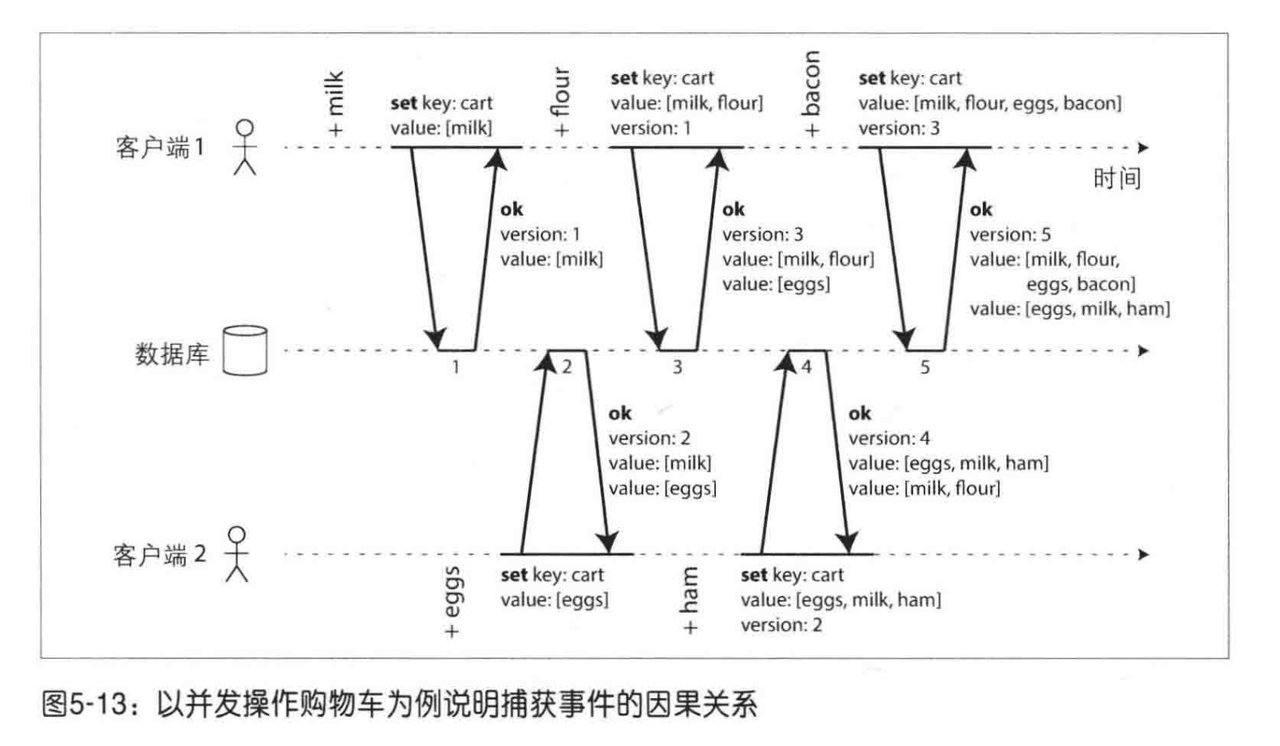 + milk
set key: cart
value: [milk]
+ flour
set key: cart
value: [milk, flour]
version: 1
+ bacon
set key: cart
value: [milk, flour, eggs, bacon]
version: 3
客户端 1
时间
ok
version: 1
value: [milk]
ok
version: 3
value: [milk, flour]
value: [eggs]
ok
version: 5
value: [milk, flour,
eggs, bacon]
value: [eggs, milk, ham]
数据库
1
2
3
4
5
ok
version: 2
value: [milk]
value: [eggs]
ok
version: 4
value: [eggs, milk, ham]
value: [milk, flour]
客户端 2
+ eggs
set key: cart
value: [eggs]
+ ham
set key: cart
value: [eggs, milk, ham]
version: 2
图5-13：以并发操作购物车为例说明捕获事件的因果关系